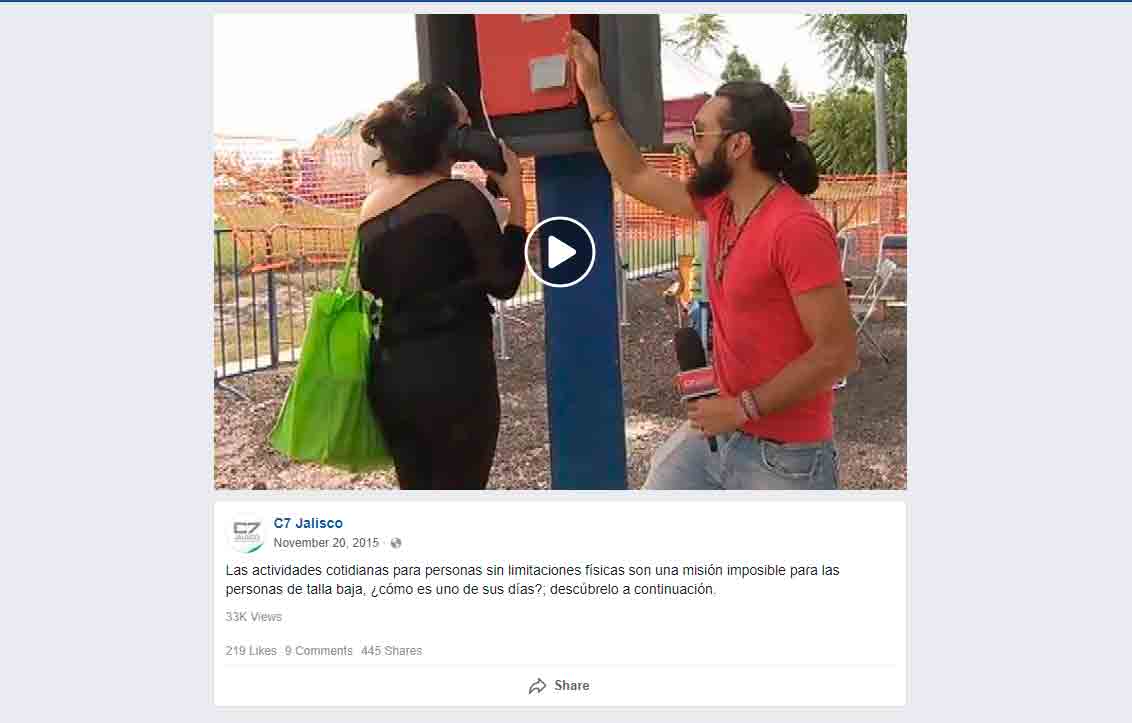 C7
JALISCO
C7 Jalisco
November 20, 2015 ·
Las actividades cotidianas para personas sin limitaciones físicas son una misión imposible para las
personas de talla baja, ¿cómo es uno de sus días?; descúbrelo a continuación.
33K Views
219 Likes 9 Comments 445 Shares
Share